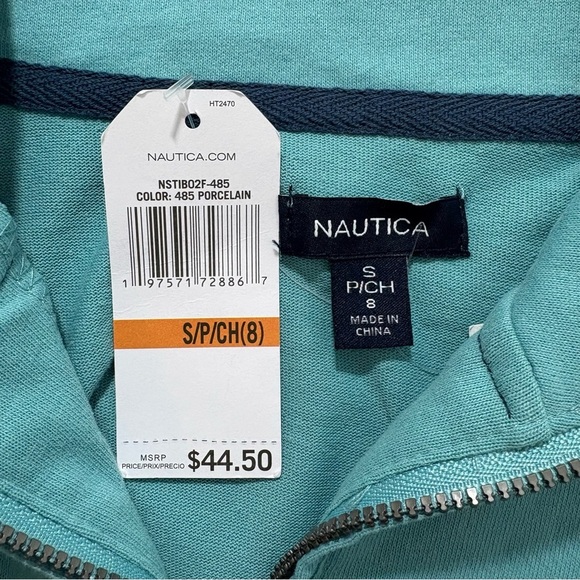 HT2470
NAUTICA.COM
NSTIB02F-485
COLOR: 485 PORCELAIN
1 97571 72886 7
S/P/CH(8)
MSRP
PRICE/PRIX/PRECIO $44.50
NAUTICA
S
P/CH
8
MADE IN
CHINA